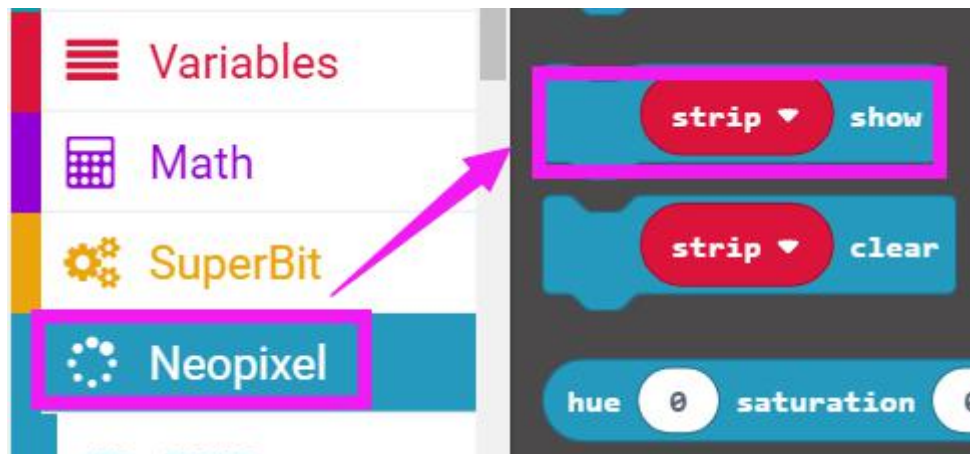 Variables
Math
SuperBit
Neopixel
strip show
strip clear
hue 0 saturation